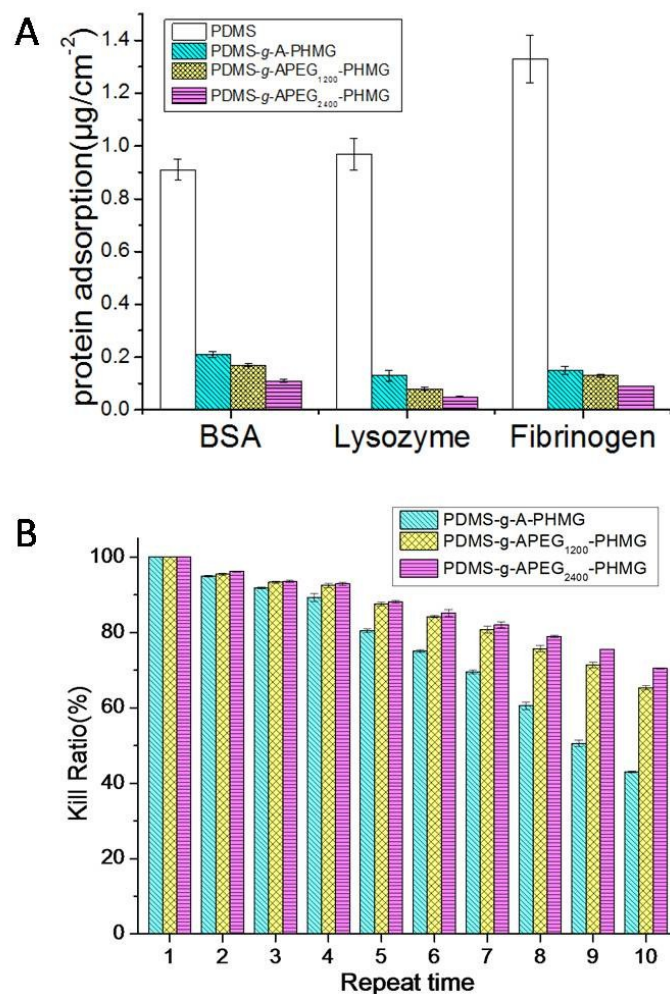 A
PDMS
PDMS-g-A-PHMG
PDMS-g-APEG1200-PHMG
PDMS-g-APEG2400-PHMG
protein adsorption(μg/cm-2)
1.4
1.2
1.0
0.8
0.6
0.4
0.2
0.0
BSA Lysozyme Fibrinogen
B
PDMS-g-A-PHMG
PDMS-g-APEG1200-PHMG
PDMS-g-APEG2400-PHMG
Kill Ratio(%)
100
80
60
40
20
0
1 2 3 4 5 6 7 8 9 10
Repeat time